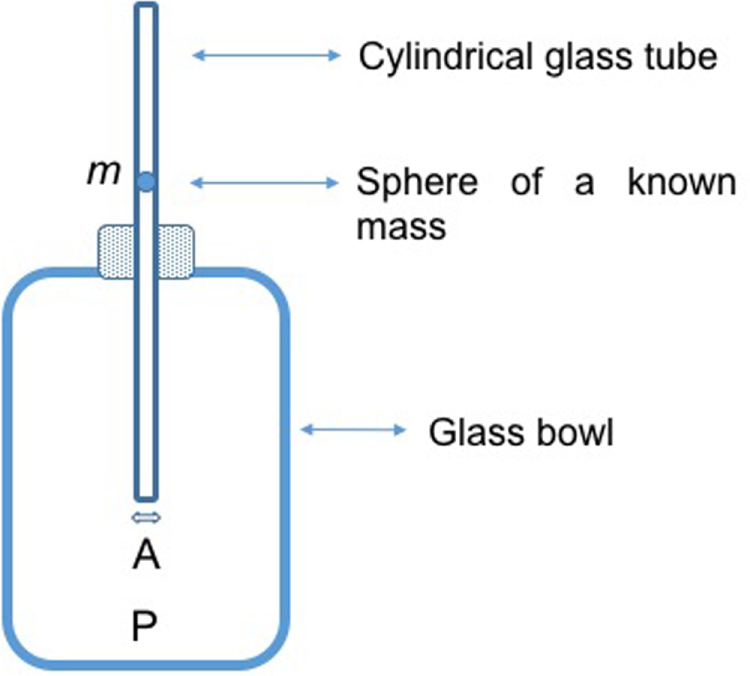 Cylindrical glass tube
m
Sphere of a known
mass
Glass bowl
A
P